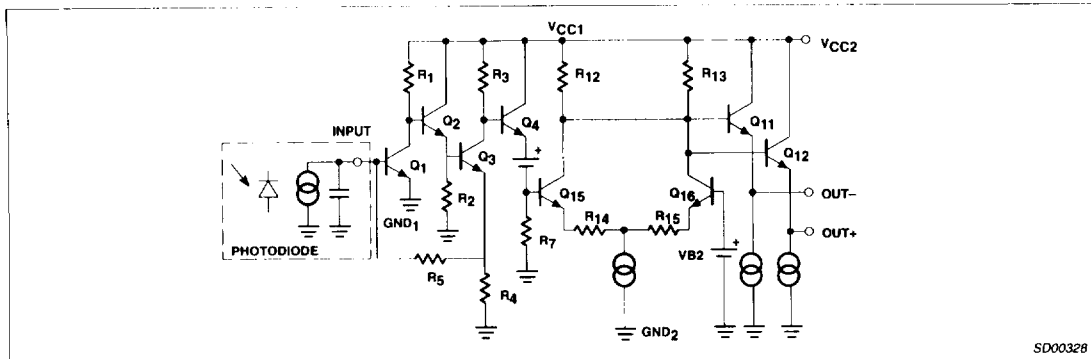 VCC1
VCC2
R1
R3
R12
R13
Q2
Q4
Q11
INPUT
Q12
Q1
Q3
Q15
Q16
OUT–
R2
GND1
R14
R15
OUT+
PHOTODIODE
R7
VB2
R5
R4
GND2
SD00328